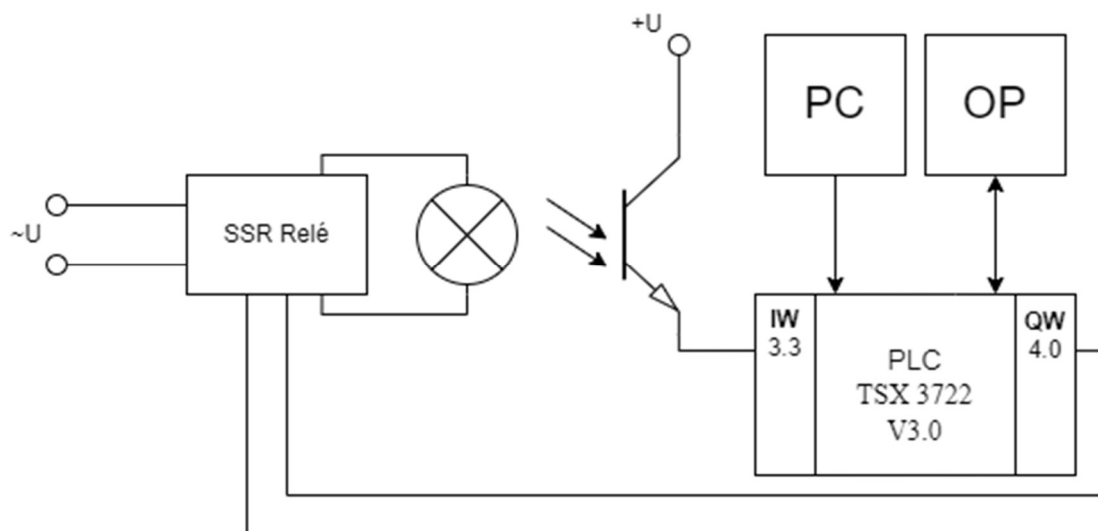 +U
PC
OP
~U
SSR Relé
IW
3.3
PLC
TSX 3722
V3.0
QW
4.0